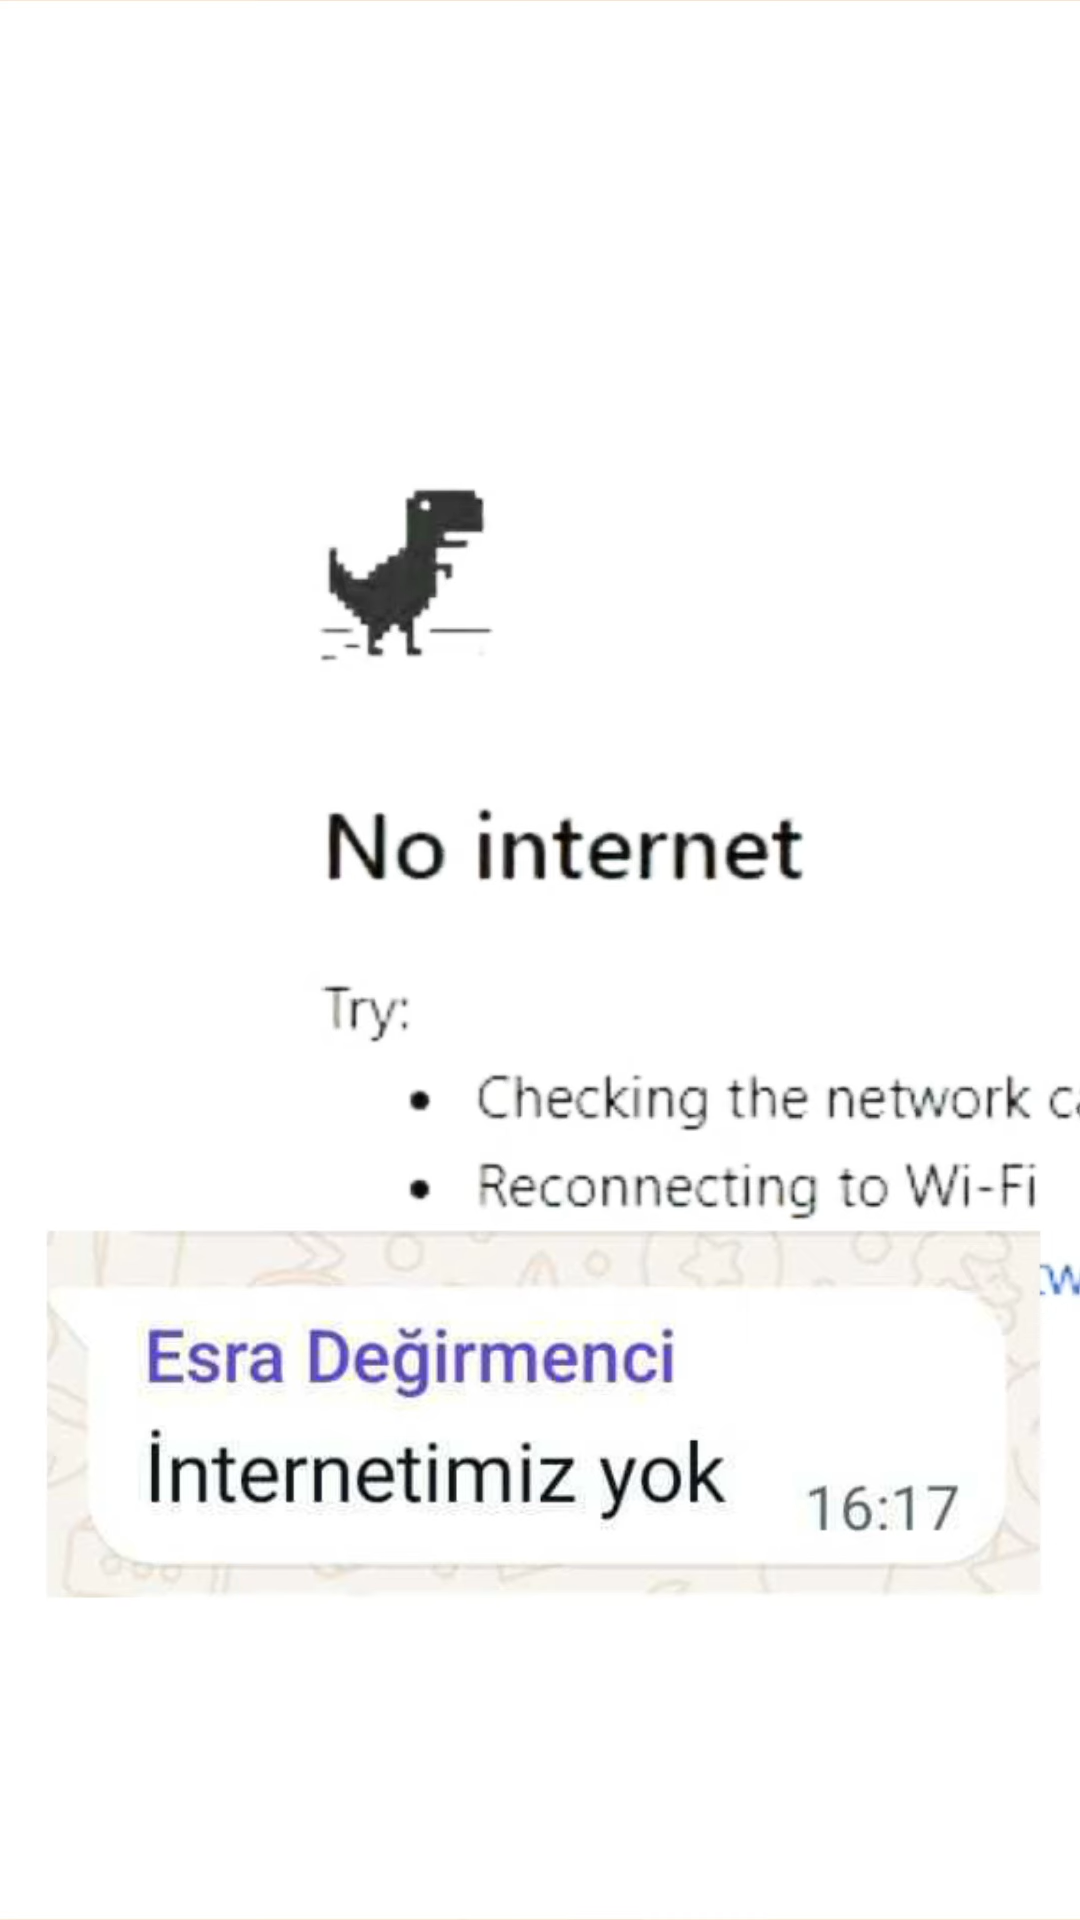 No internet
Try:
• Checking the network
• Reconnecting to Wi-Fi
Esra Değirmenci
İnternetimiz yok
16:17